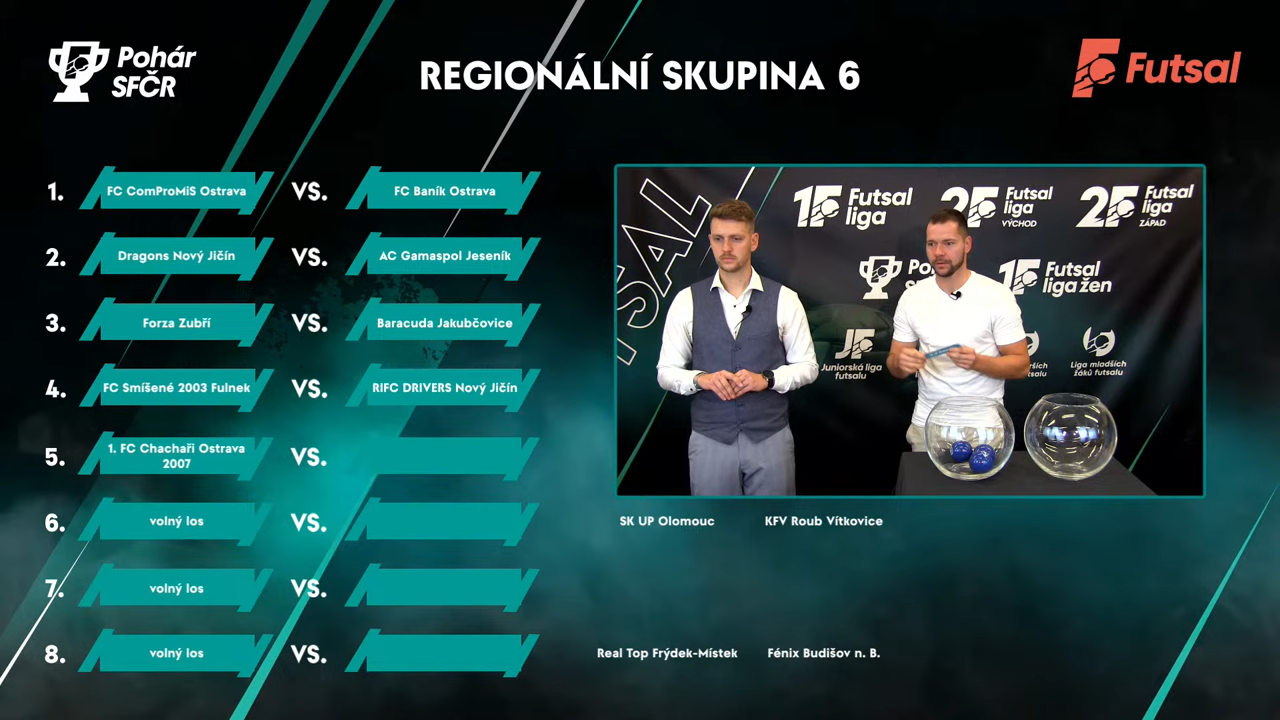 Pohár
SFČR
REGIONÁLNÍ SKUPINA 6
Futsal
1.
FC ComProMiS Ostrava
VS.
FC Baník Ostrava
2.
Dragons Nový Jičín
VS.
AC Gamaspol Jeseník
3.
Forza Zubří
VS.
Baracuda Jakubčovice
4.
FC Smíšené 2003 Fulnek
VS.
RIFC DRIVERS Nový Jičín
5.
1. FC Chachaři Ostrava
2007
VS.
6.
volný los
VS.
7.
volný los
VS.
8.
volný los
VS.
1F Futsal
liga
2F Futsal
liga
VÝCHOD
2F Futsal
liga
ZÁPAD
1F Futsal
liga žen
JF
Juniorská liga
futsalu
Liga mladších
žáků futsalu
SK UP Olomouc
KFV Roub Vítkovice
Real Top Frýdek-Místek
Fénix Budišov n. B.